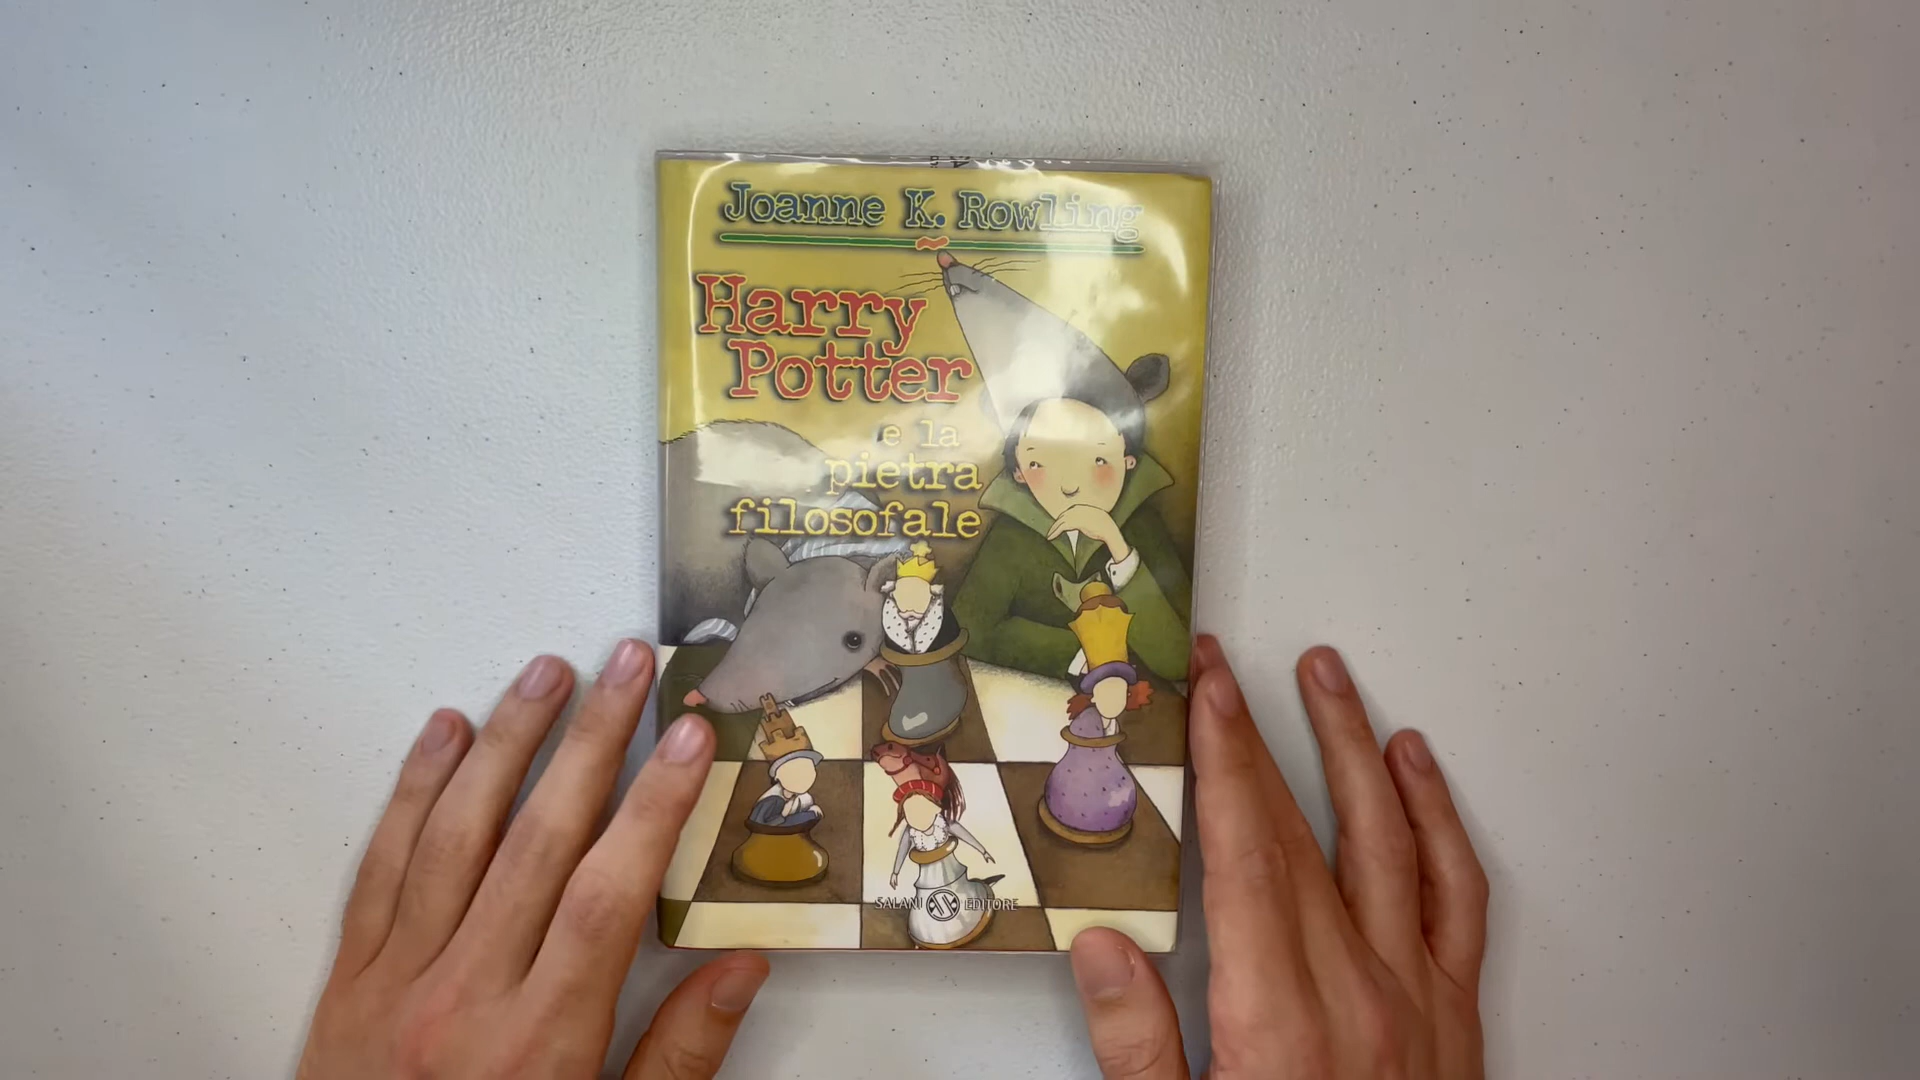 Joanne K. Rowling
Harry
Potter
e la
pietra
filosofale
SALANI EDITORE